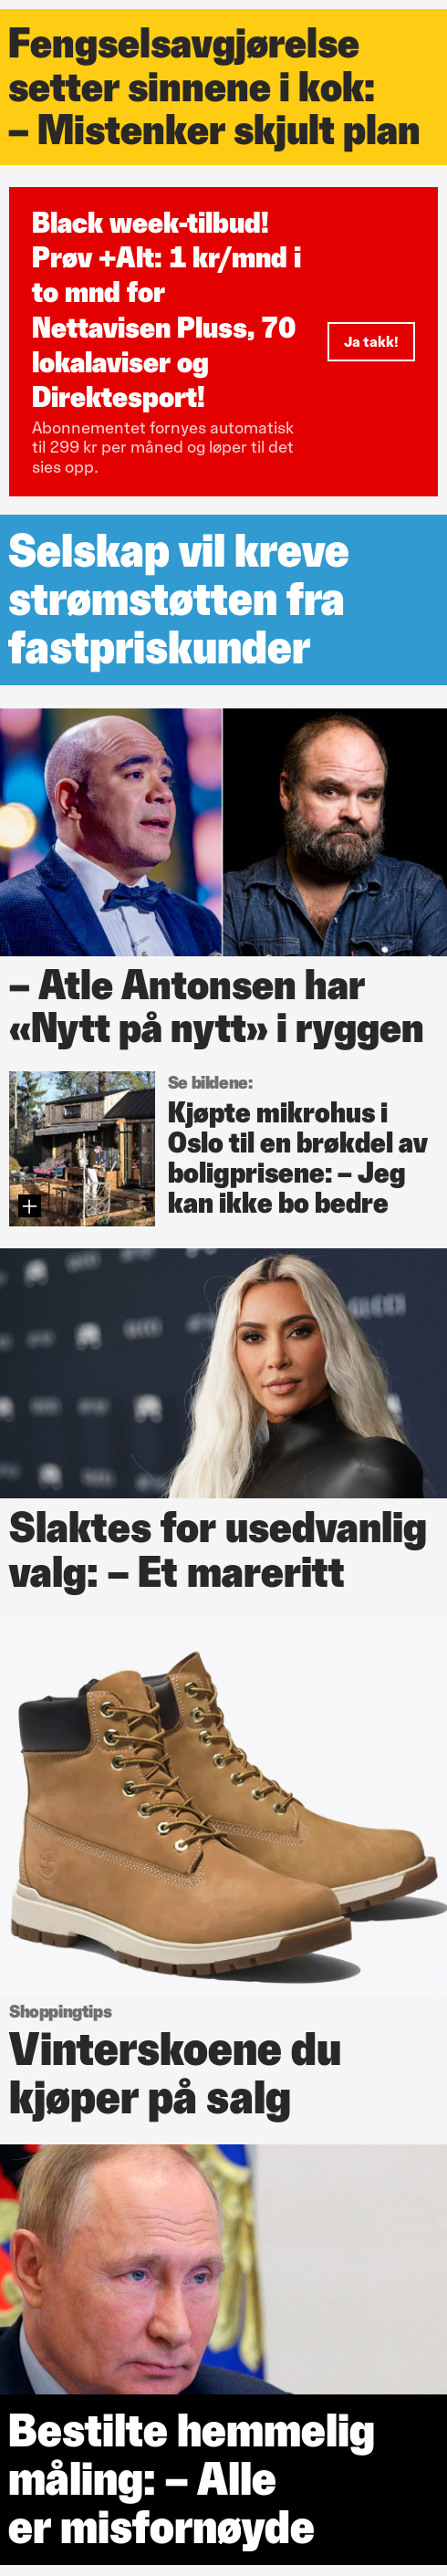 Fengselsavgjørelse
setter sinnene i kok:
– Mistenker skjult plan
Black week-tilbud!
Prøv +Alt: 1 kr/mnd i
to mnd for
Nettavisen Pluss, 70
lokalaviser og
Direktesport!
Abonnementet fornyes automatisk
til 299 kr per måned og løper til det
sies opp.
Ja takk!
Selskap vil kreve
strømstøtten fra
fastpriskunder
– Atle Antonsen har
«Nytt på nytt» i ryggen
Se bildene:
Kjøpte mikrohus i
Oslo til en brøkdel av
boligprisene: – Jeg
kan ikke bo bedre
Slaktes for usedvanlig
valg: – Et mareritt
Shoppingtips
Vinterskoene du
kjøper på salg
Bestilte hemmelig
måling: – Alle
er misfornøyde